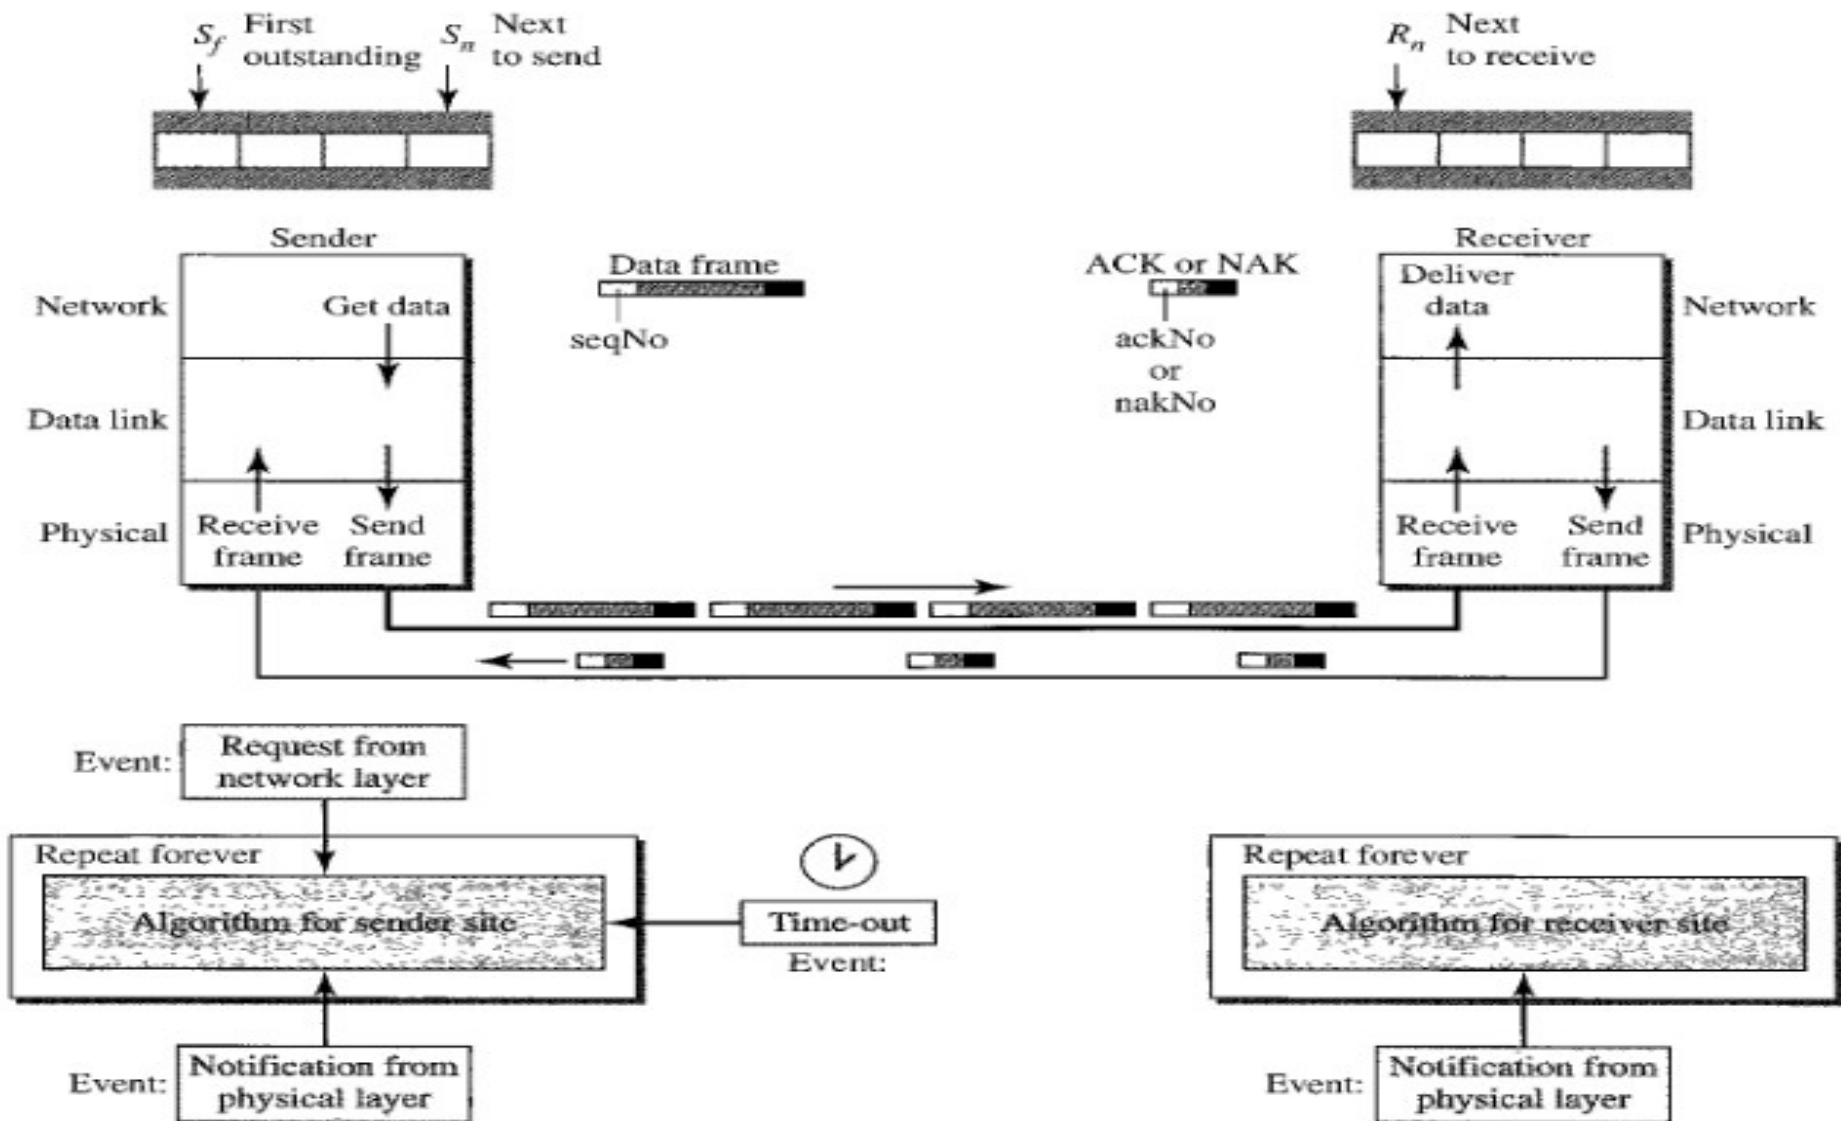 Sf First
outstanding
Sn Next
to send
Rn Next
to receive
Sender
Receiver
Data frame
ACK or NAK
seqNo
ackNo
or
nakNo
Network
Get data
Deliver
data
Network
Data link
Data link
Physical
Receive
frame
Send
frame
Receive
frame
Send
frame
Physical
Event:
Request from
network layer
Repeat forever
Algorithm for sender site
Time-out
Event:
Event:
Notification from
physical layer
Repeat forever
Algorithm for receiver site
Event:
Notification from
physical layer